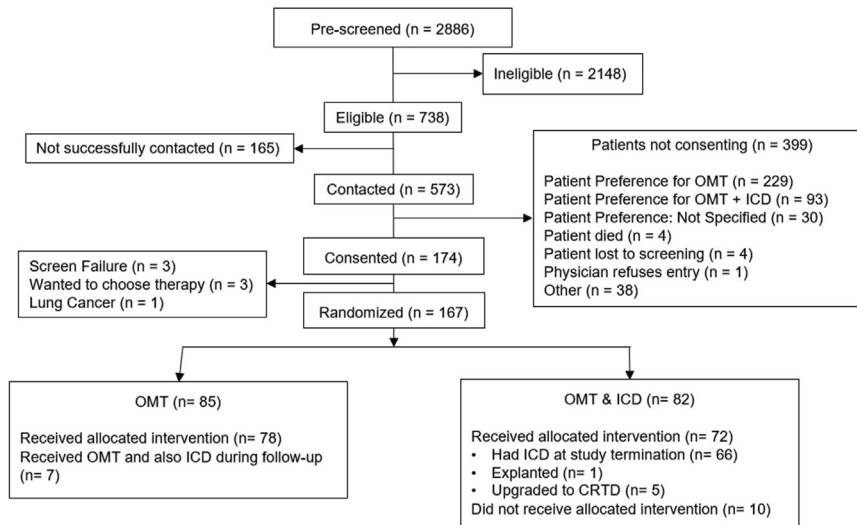 Pre-screened (n = 2886)
Ineligible (n = 2148)
Eligible (n = 738)
Not successfully contacted (n = 165)
Contacted (n = 573)
Patients not consenting (n = 399)
Patient Preference for OMT (n = 229)
Patient Preference for OMT + ICD (n = 93)
Patient Preference: Not Specified (n = 30)
Patient died (n = 4)
Patient lost to screening (n = 4)
Physician refuses entry (n = 1)
Other (n = 38)
Consented (n = 174)
Screen Failure (n = 3)
Wanted to choose therapy (n = 3)
Lung Cancer (n = 1)
Randomized (n = 167)
OMT (n= 85)
Received allocated intervention (n= 78)
Received OMT and also ICD during follow-up
(n= 7)
OMT & ICD (n= 82)
Received allocated intervention (n= 72)
• Had ICD at study termination (n= 66)
• Explanted (n= 1)
• Upgraded to CRTD (n= 5)
Did not receive allocated intervention (n= 10)